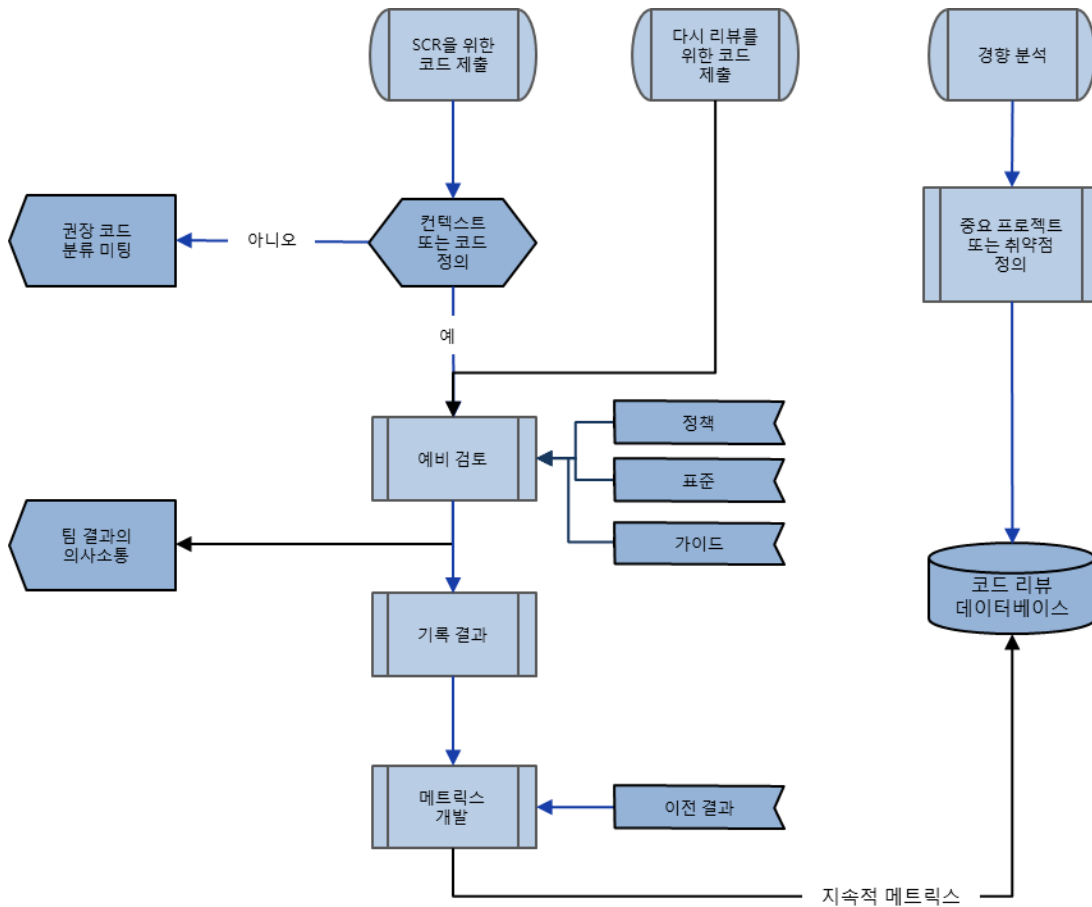 SCR을 위한
코드 제출
다시 리뷰를
위한 코드
제출
경향 분석
권장 코드
분류 미팅
아니오
컨텍스트
또는 코드
정의
중요 프로젝트
또는 취약점
정의
예
예비 검토
정책
표준
가이드
팀 결과의
의사소통
코드 리뷰
데이터베이스
기록 결과
메트릭스
개발
이전 결과
지속적 메트릭스